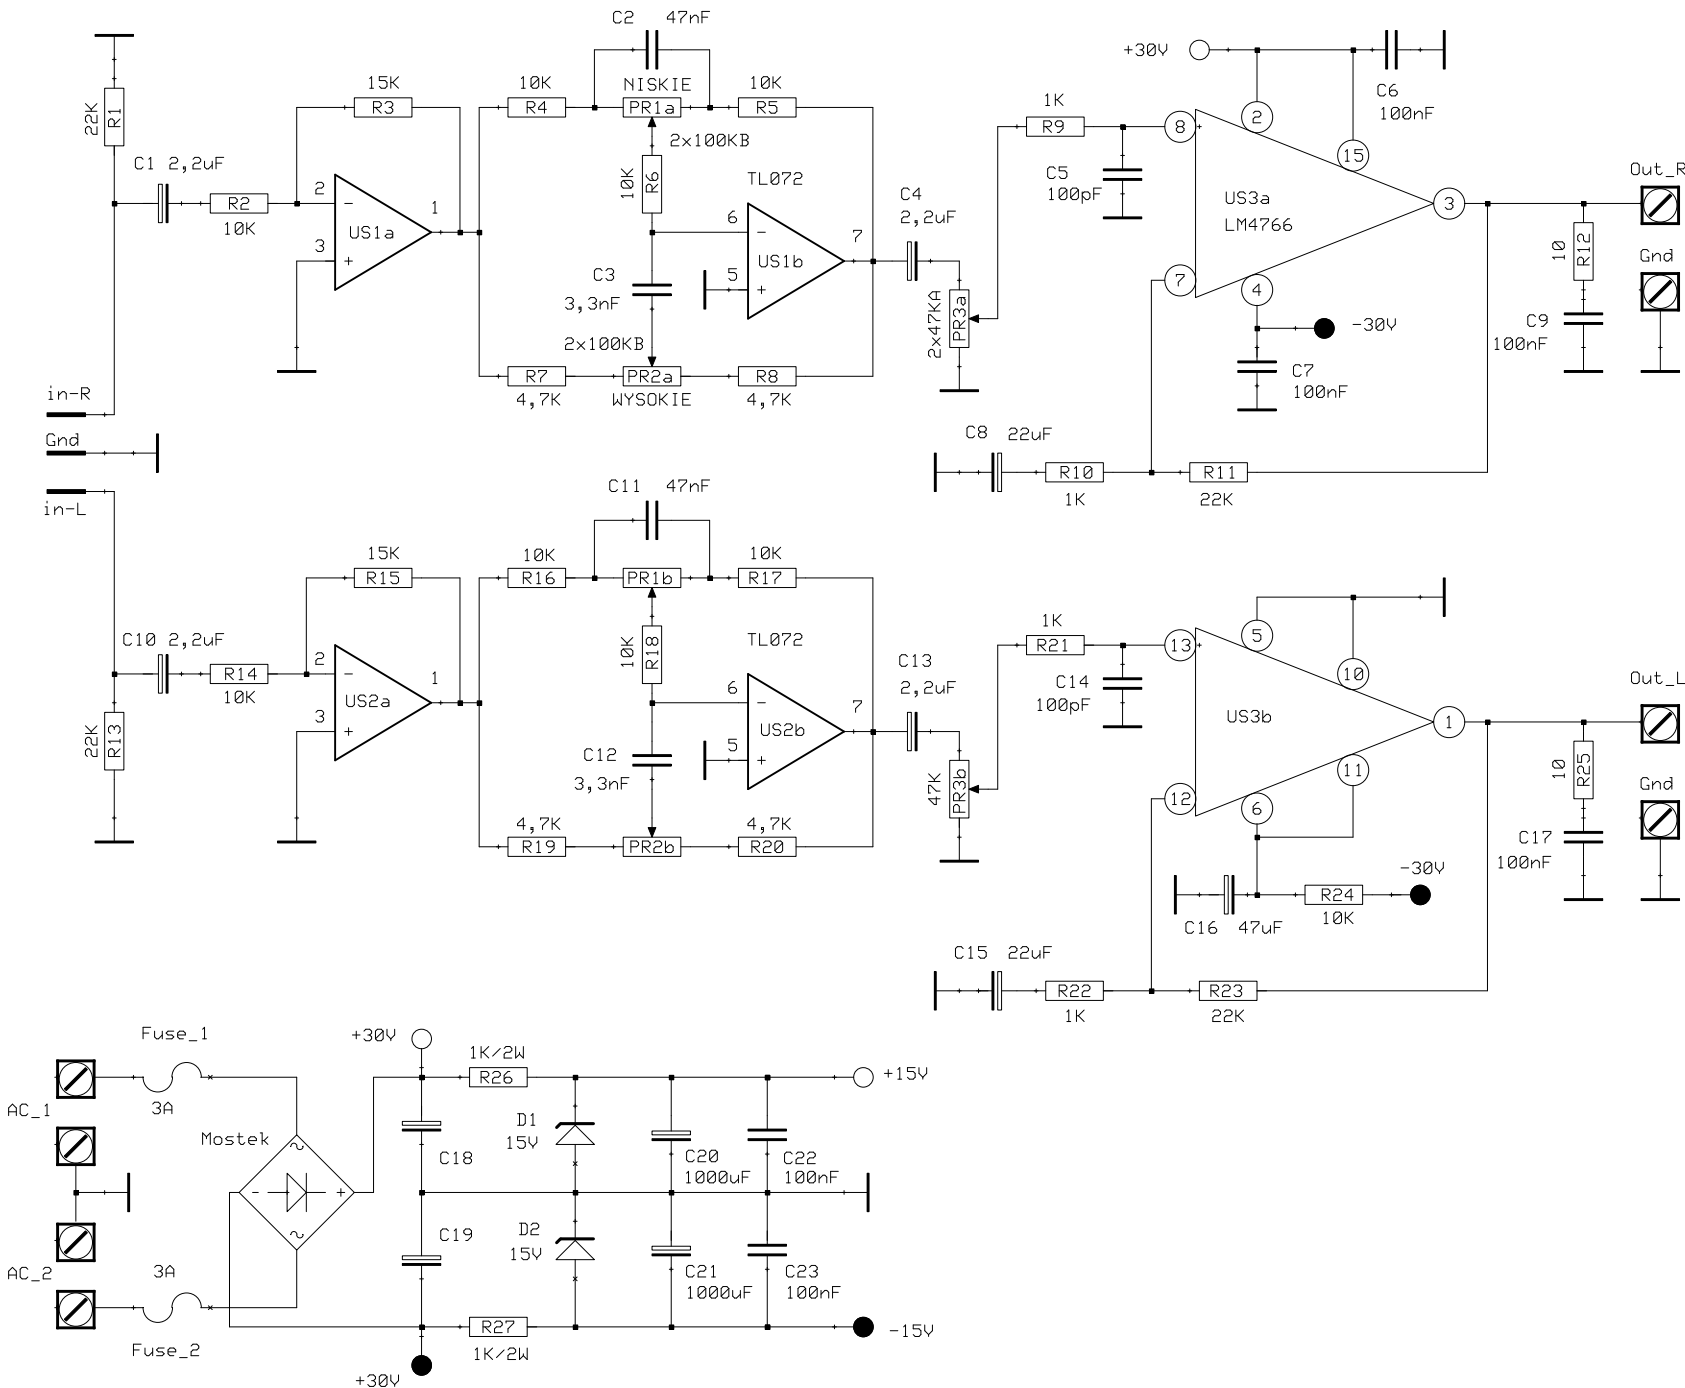 C2 47nF
+30V
C6
100nF
15K
R3
10K
R4
NISKIE
PR1a
10K
R5
2x100KB
22K
R1
C1 2,2uF
R2
10K
2
3
1
US1a
10K
R6
TL072
6
5
7
US1b
C3
3,3nF
2x100KB
R7
4,7K
PR2a
WYSOKIE
R8
4,7K
C4
2,2uF
2x47KA
PR3a
1K
R9
C5
100pF
8
2
15
US3a
LM4766
3
7
4
-30V
C7
100nF
Out_R
10
R12
Gnd
C9
100nF
C8 22uF
R10
1K
R11
22K
in-R
Gnd
in-L
C11 47nF
15K
R15
10K
R16
PR1b
10K
R17
C10 2,2uF
R14
10K
22K
R13
2
3
1
US2a
10K
R18
TL072
6
5
7
US2b
C12
3,3nF
4,7K
R19
PR2b
4,7K
R20
C13
2,2uF
47K
PR3b
1K
R21
C14
100pF
13
5
10
US3b
1
12
6
11
-30V
C16 47uF
R24
10K
Out_L
10
R25
Gnd
C17
100nF
C15 22uF
R22
1K
R23
22K
Fuse_1
3A
AC_1
Mostek
AC_2
3A
Fuse_2
+30V
1K/2W
R26
+15V
D1
15V
C18
C20
1000uF
C22
100nF
C19
D2
15V
C21
1000uF
C23
100nF
R27
1K/2W
-15V
+30V